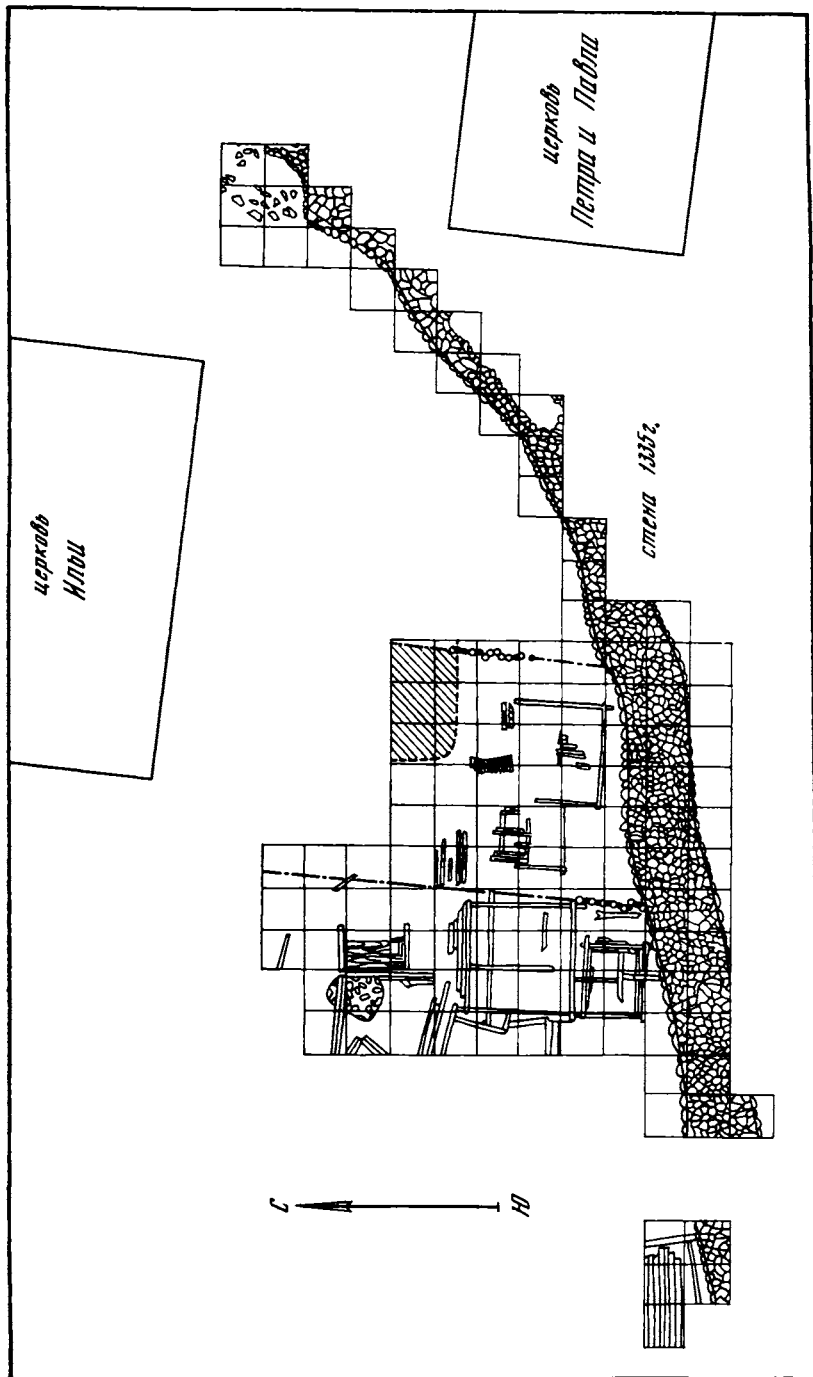 церковь
Петра и Павла
церковь
Ильи
стена 1335г.
С
Ю